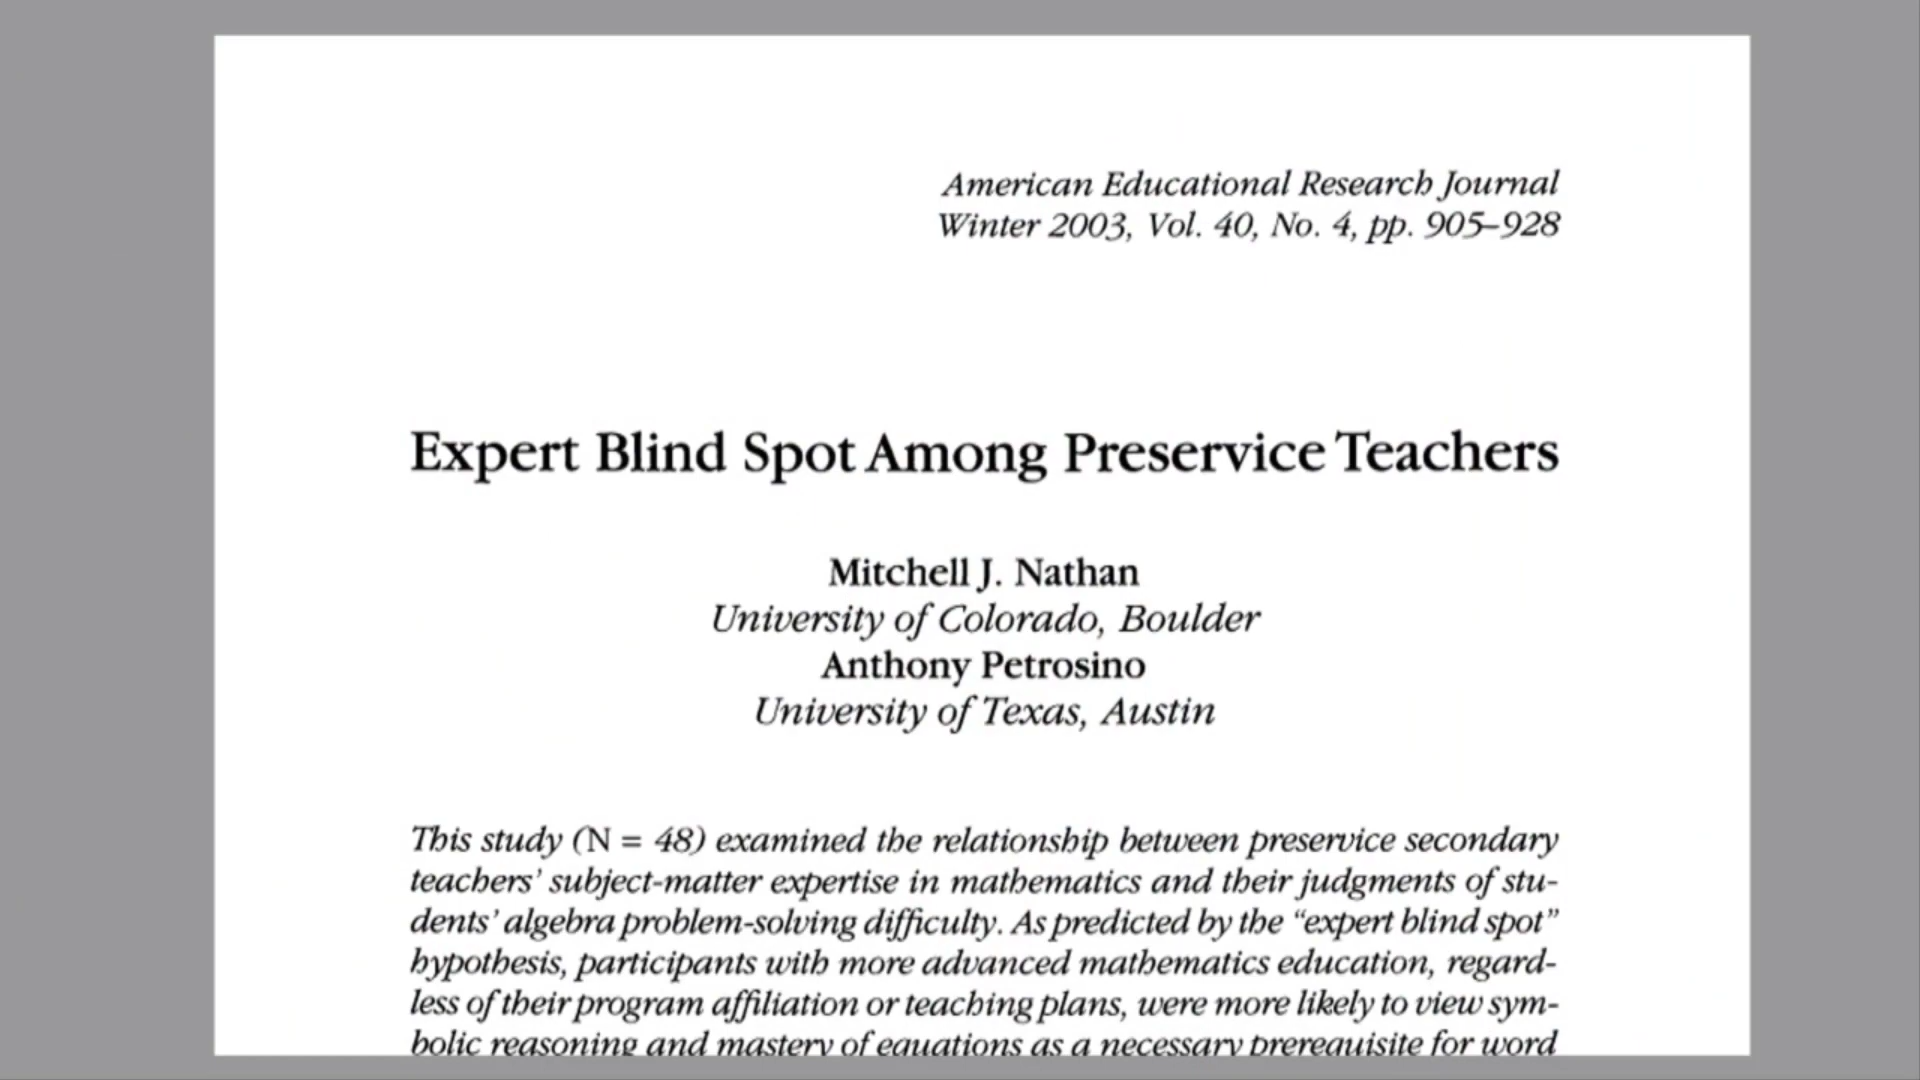 American Educational Research Journal
Winter 2003, Vol. 40, No. 4, pp. 905–928
Expert Blind Spot Among Preservice Teachers
Mitchell J. Nathan
University of Colorado, Boulder
Anthony Petrosino
University of Texas, Austin
This study (N = 48) examined the relationship between preservice secondary
teachers’ subject-matter expertise in mathematics and their judgments of stu-
dents’ algebra problem-solving difficulty. As predicted by the “expert blind spot”
hypothesis, participants with more advanced mathematics education, regard-
less of their program affiliation or teaching plans, were more likely to view sym-
bolic reasoning and mastery of equations as a necessary prerequisite for word